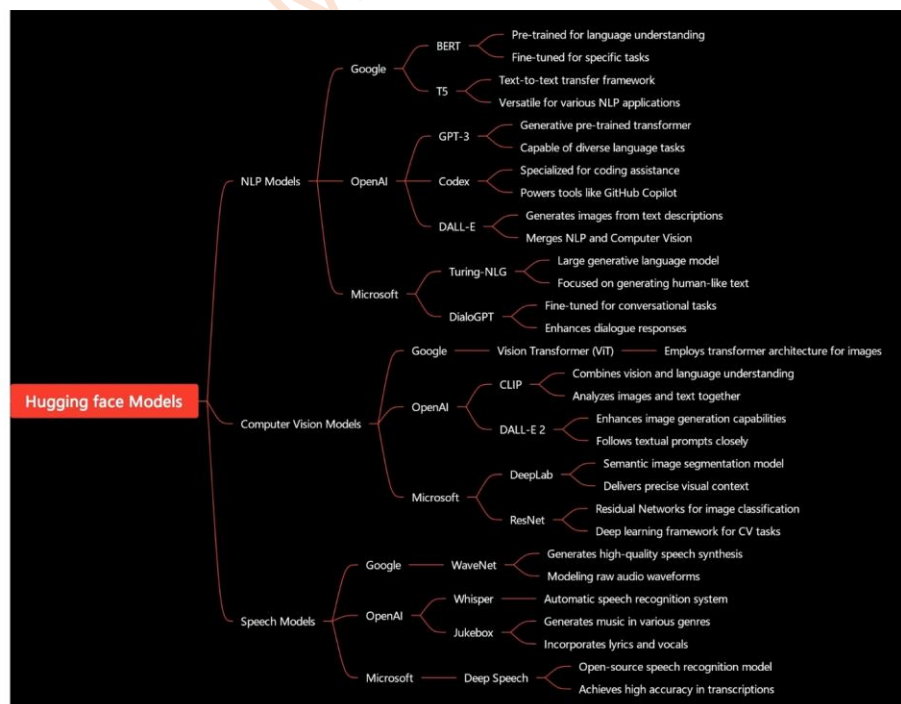 Hugging face Models
NLP Models
Google
BERT
Pre-trained for language understanding
Fine-tuned for specific tasks
T5
Text-to-text transfer framework
Versatile for various NLP applications
OpenAI
GPT-3
Generative pre-trained transformer
Capable of diverse language tasks
Codex
Specialized for coding assistance
Powers tools like GitHub Copilot
DALL-E
Generates images from text descriptions
Merges NLP and Computer Vision
Microsoft
Turing-NLG
Large generative language model
Focused on generating human-like text
DialoGPT
Fine-tuned for conversational tasks
Enhances dialogue responses
Computer Vision Models
Google
Vision Transformer (ViT)
Employs transformer architecture for images
OpenAI
CLIP
Combines vision and language understanding
Analyzes images and text together
DALL-E 2
Enhances image generation capabilities
Follows textual prompts closely
Microsoft
DeepLab
Semantic image segmentation model
Delivers precise visual context
ResNet
Residual Networks for image classification
Deep learning framework for CV tasks
Speech Models
Google
WaveNet
Generates high-quality speech synthesis
Modeling raw audio waveforms
OpenAI
Whisper
Automatic speech recognition system
Jukebox
Generates music in various genres
Incorporates lyrics and vocals
Microsoft
Deep Speech
Open-source speech recognition model
Achieves high accuracy in transcriptions